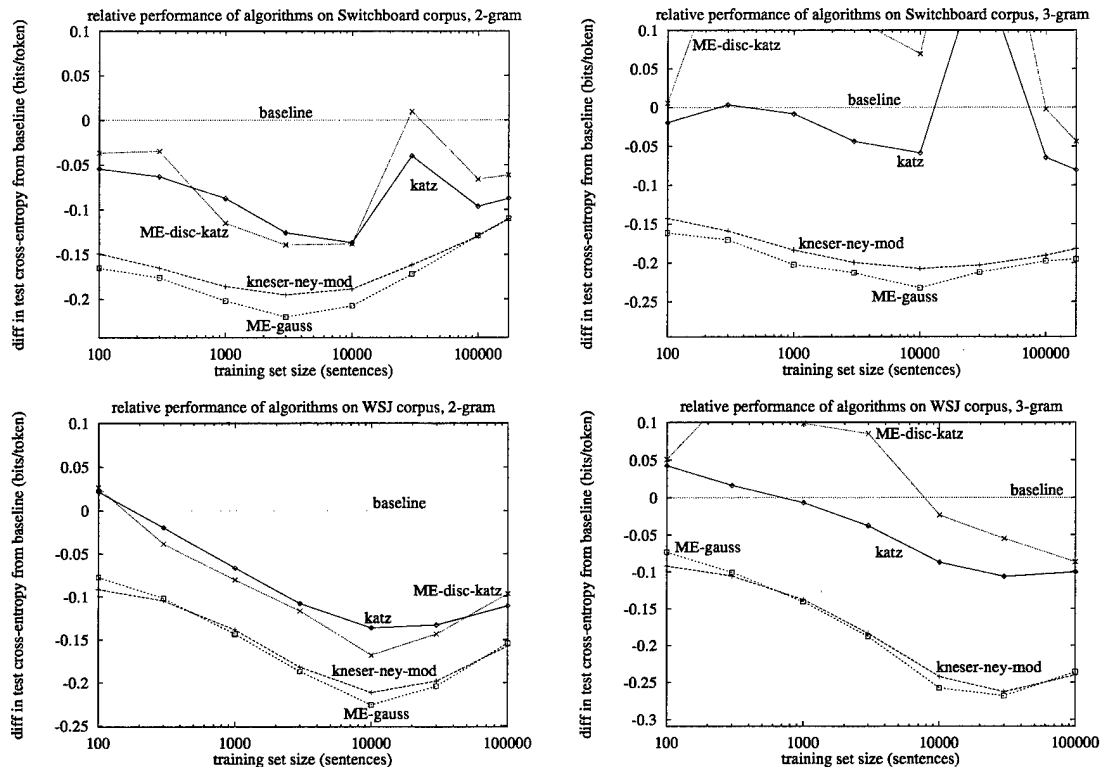 relative performance of algorithms on Switchboard corpus, 2-gram
diff in test cross-entropy from baseline (bits/token)
0.1
0.05
0
-0.05
-0.1
-0.15
-0.2
baseline
katz
ME-disc-katz
kneser-ney-mod
ME-gauss
100 1000 10000 100000
training set size (sentences)
relative performance of algorithms on Switchboard corpus, 3-gram
diff in test cross-entropy from baseline (bits/token)
0.05
0
-0.05
-0.1
-0.15
-0.2
-0.25
ME-disc-katz
baseline
katz
kneser-ney-mod
ME-gauss
100 1000 10000 100000
training set size (sentences)
relative performance of algorithms on WSJ corpus, 2-gram
diff in test cross-entropy from baseline (bits/token)
0.1
0.05
0
-0.05
-0.1
-0.15
-0.2
-0.25
baseline
ME-disc-katz
katz
kneser-ney-mod
ME-gauss
100 1000 10000 100000
training set size (sentences)
relative performance of algorithms on WSJ corpus, 3-gram
diff in test cross-entropy from baseline (bits/token)
0.1
0.05
0
-0.05
-0.1
-0.15
-0.2
-0.25
-0.3
ME-disc-katz
baseline
ME-gauss
katz
kneser-ney-mod
100 1000 10000 100000
training set size (sentences)